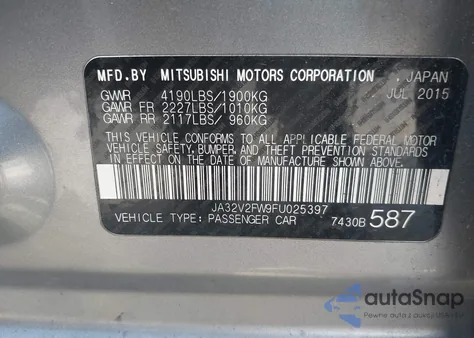 MFD.BY MITSUBISHI MOTORS CORPORATION , JAPAN
GVWR 4190LBS/1900KG JUL 2015
GAWR FR 2227LBS/1010KG
GAWR RR 2117LBS/ 960KG
THIS VEHICLE CONFORMS TO ALL APPLICABLE FEDERAL MOTOR
VEHICLE SAFETY, BUMPER, AND THEFT PREVENTION STANDARDS
IN EFFECT ON THE DATE OF MANUFACTURE SHOWN ABOVE.
JA32V2FW9FU025397
VEHICLE TYPE: PASSENGER CAR 7430B 587
autoSnap